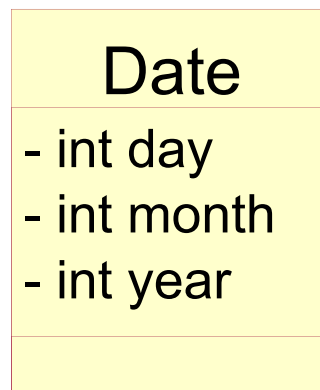 Date
- int day
- int month
- int year